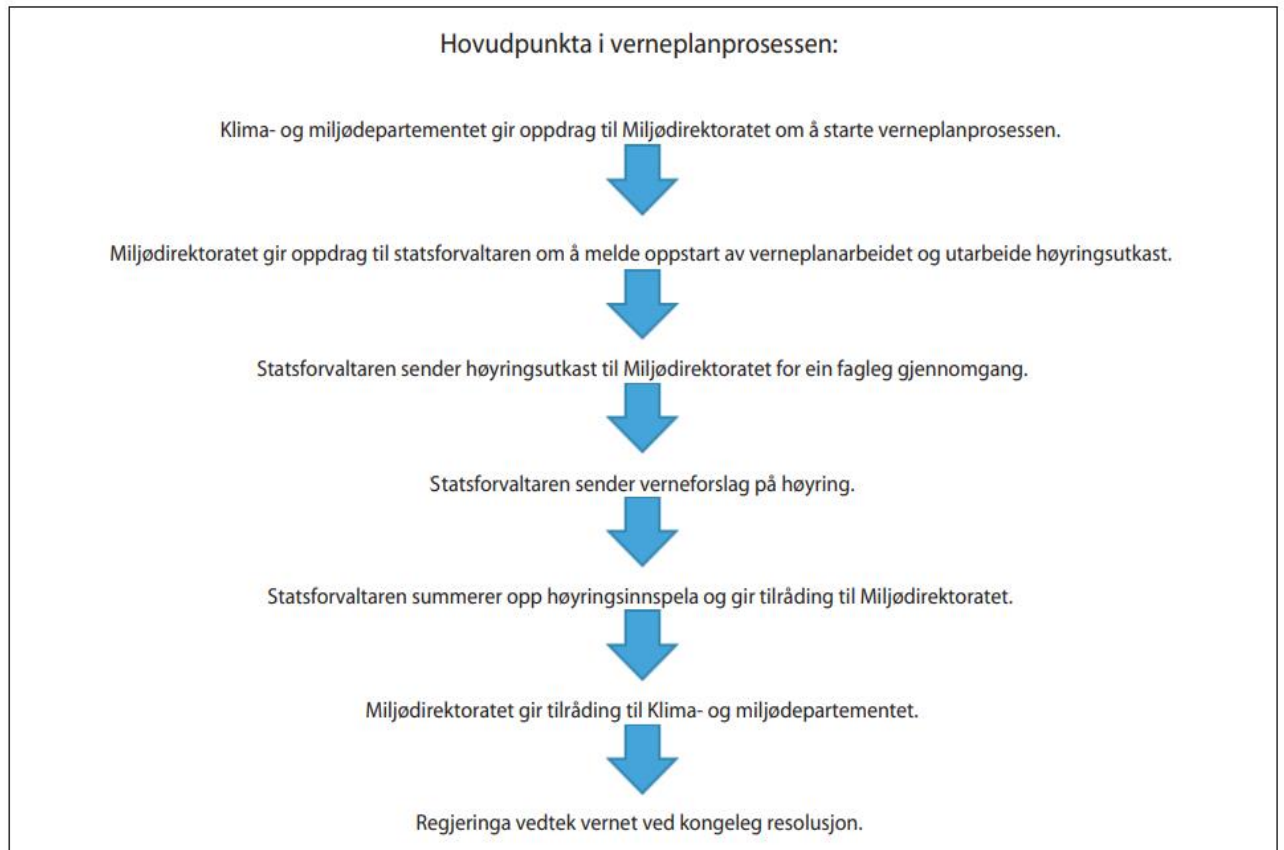 Hovudpunkta i verneplanprosessen:
Klima- og miljødepartementet gir oppdrag til Miljødirektoratet om å starte verneplanprosessen.
Miljødirektoratet gir oppdrag til statsforvaltaren om å melde oppstart av verneplanarbeidet og utarbeide høyringsutkast.
Statsforvaltaren sender høyringsutkast til Miljødirektoratet for ein fagleg gjennomgang.
Statsforvaltaren sender verneforslag på høyring.
Statsforvaltaren summerer opp høyringsinnspela og gir tilråding til Miljødirektoratet.
Miljødirektoratet gir tilråding til Klima- og miljødepartementet.
Regjeringa vedtek vernet ved kongeleg resolusjon.